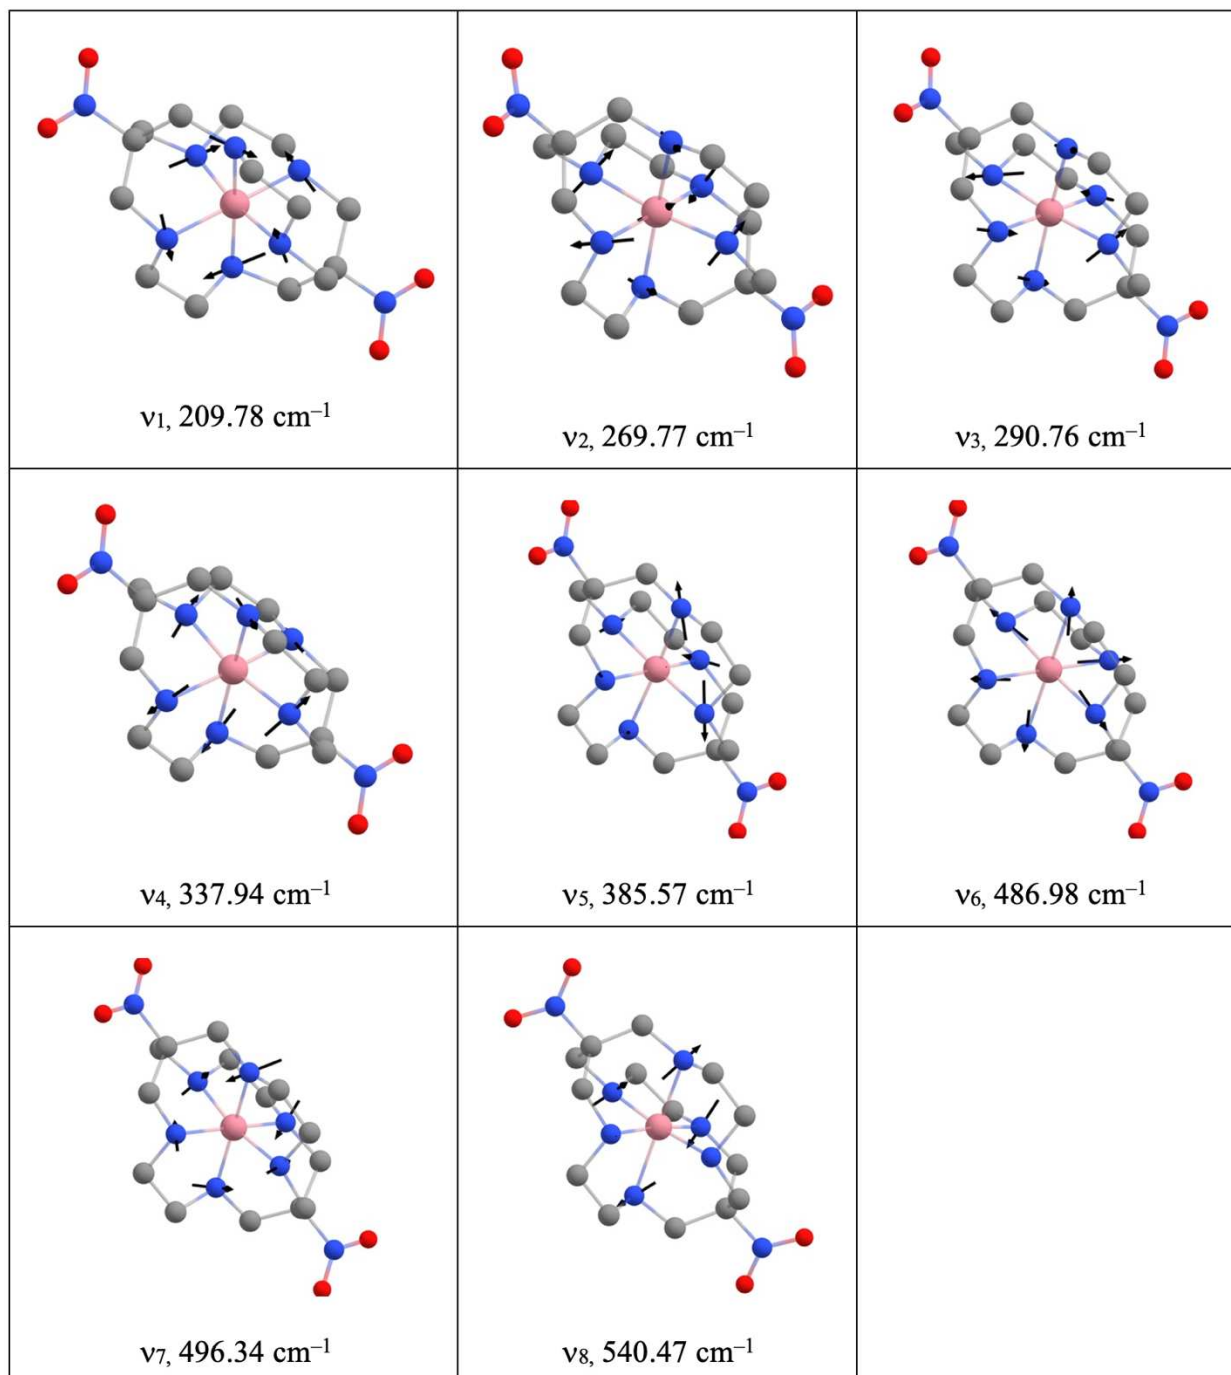 ν₁, 209.78 cm⁻¹
ν₂, 269.77 cm⁻¹
ν₃, 290.76 cm⁻¹
ν₄, 337.94 cm⁻¹
ν₅, 385.57 cm⁻¹
ν₆, 486.98 cm⁻¹
ν₇, 496.34 cm⁻¹
ν₈, 540.47 cm⁻¹